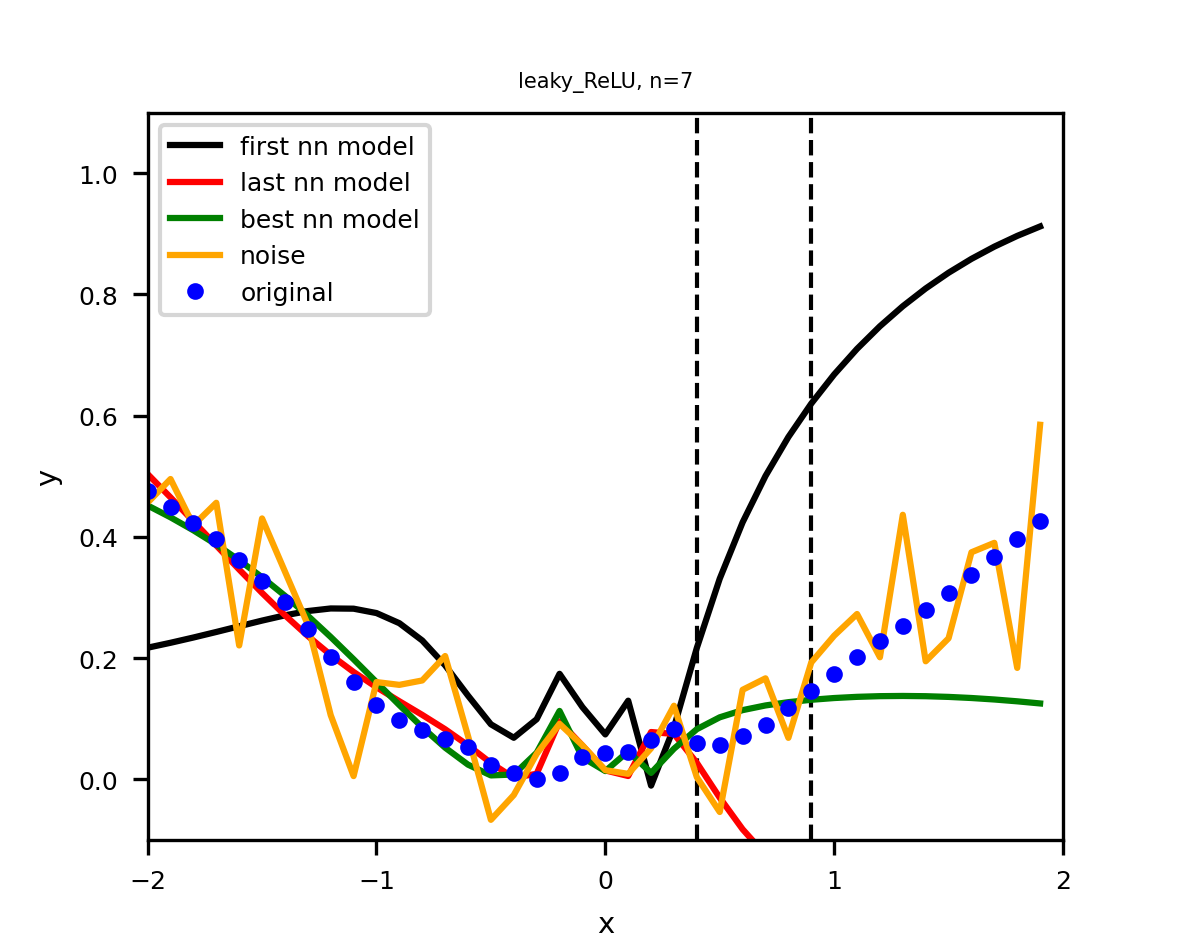 leaky_ReLU, n=7
first nn model
last nn model
best nn model
noise
original
1.0
0.8
0.6
0.4
0.2
0.0
y
−2
−1
0
1
2
x